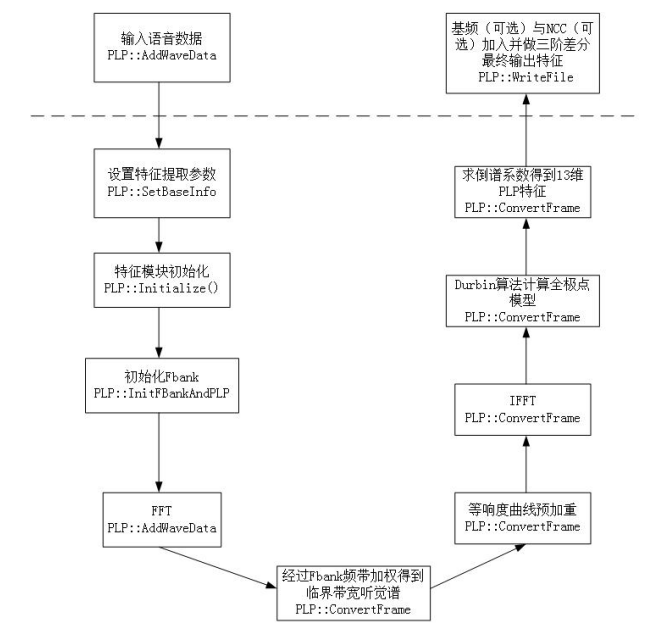 输入语音数据
PLP::AddWaveData
设置特征提取参数
PLP::SetBaseInfo
特征模块初始化
PLP::Initialize()
初始化Fbank
PLP::InitFBankAndPLP
FFT
PLP::AddWaveData
经过Fbank频带加权得到
临界带宽听觉谱
PLP::ConvertFrame
等响度曲线预加重
PLP::ConvertFrame
IFFT
PLP::ConvertFrame
Durbin算法计算全极点
模型
PLP::ConvertFrame
求倒谱系数得到13维
PLP特征
PLP::ConvertFrame
基频（可选）与NCC（可
选）加入并做三阶差分
最终输出特征
PLP::WriteFile